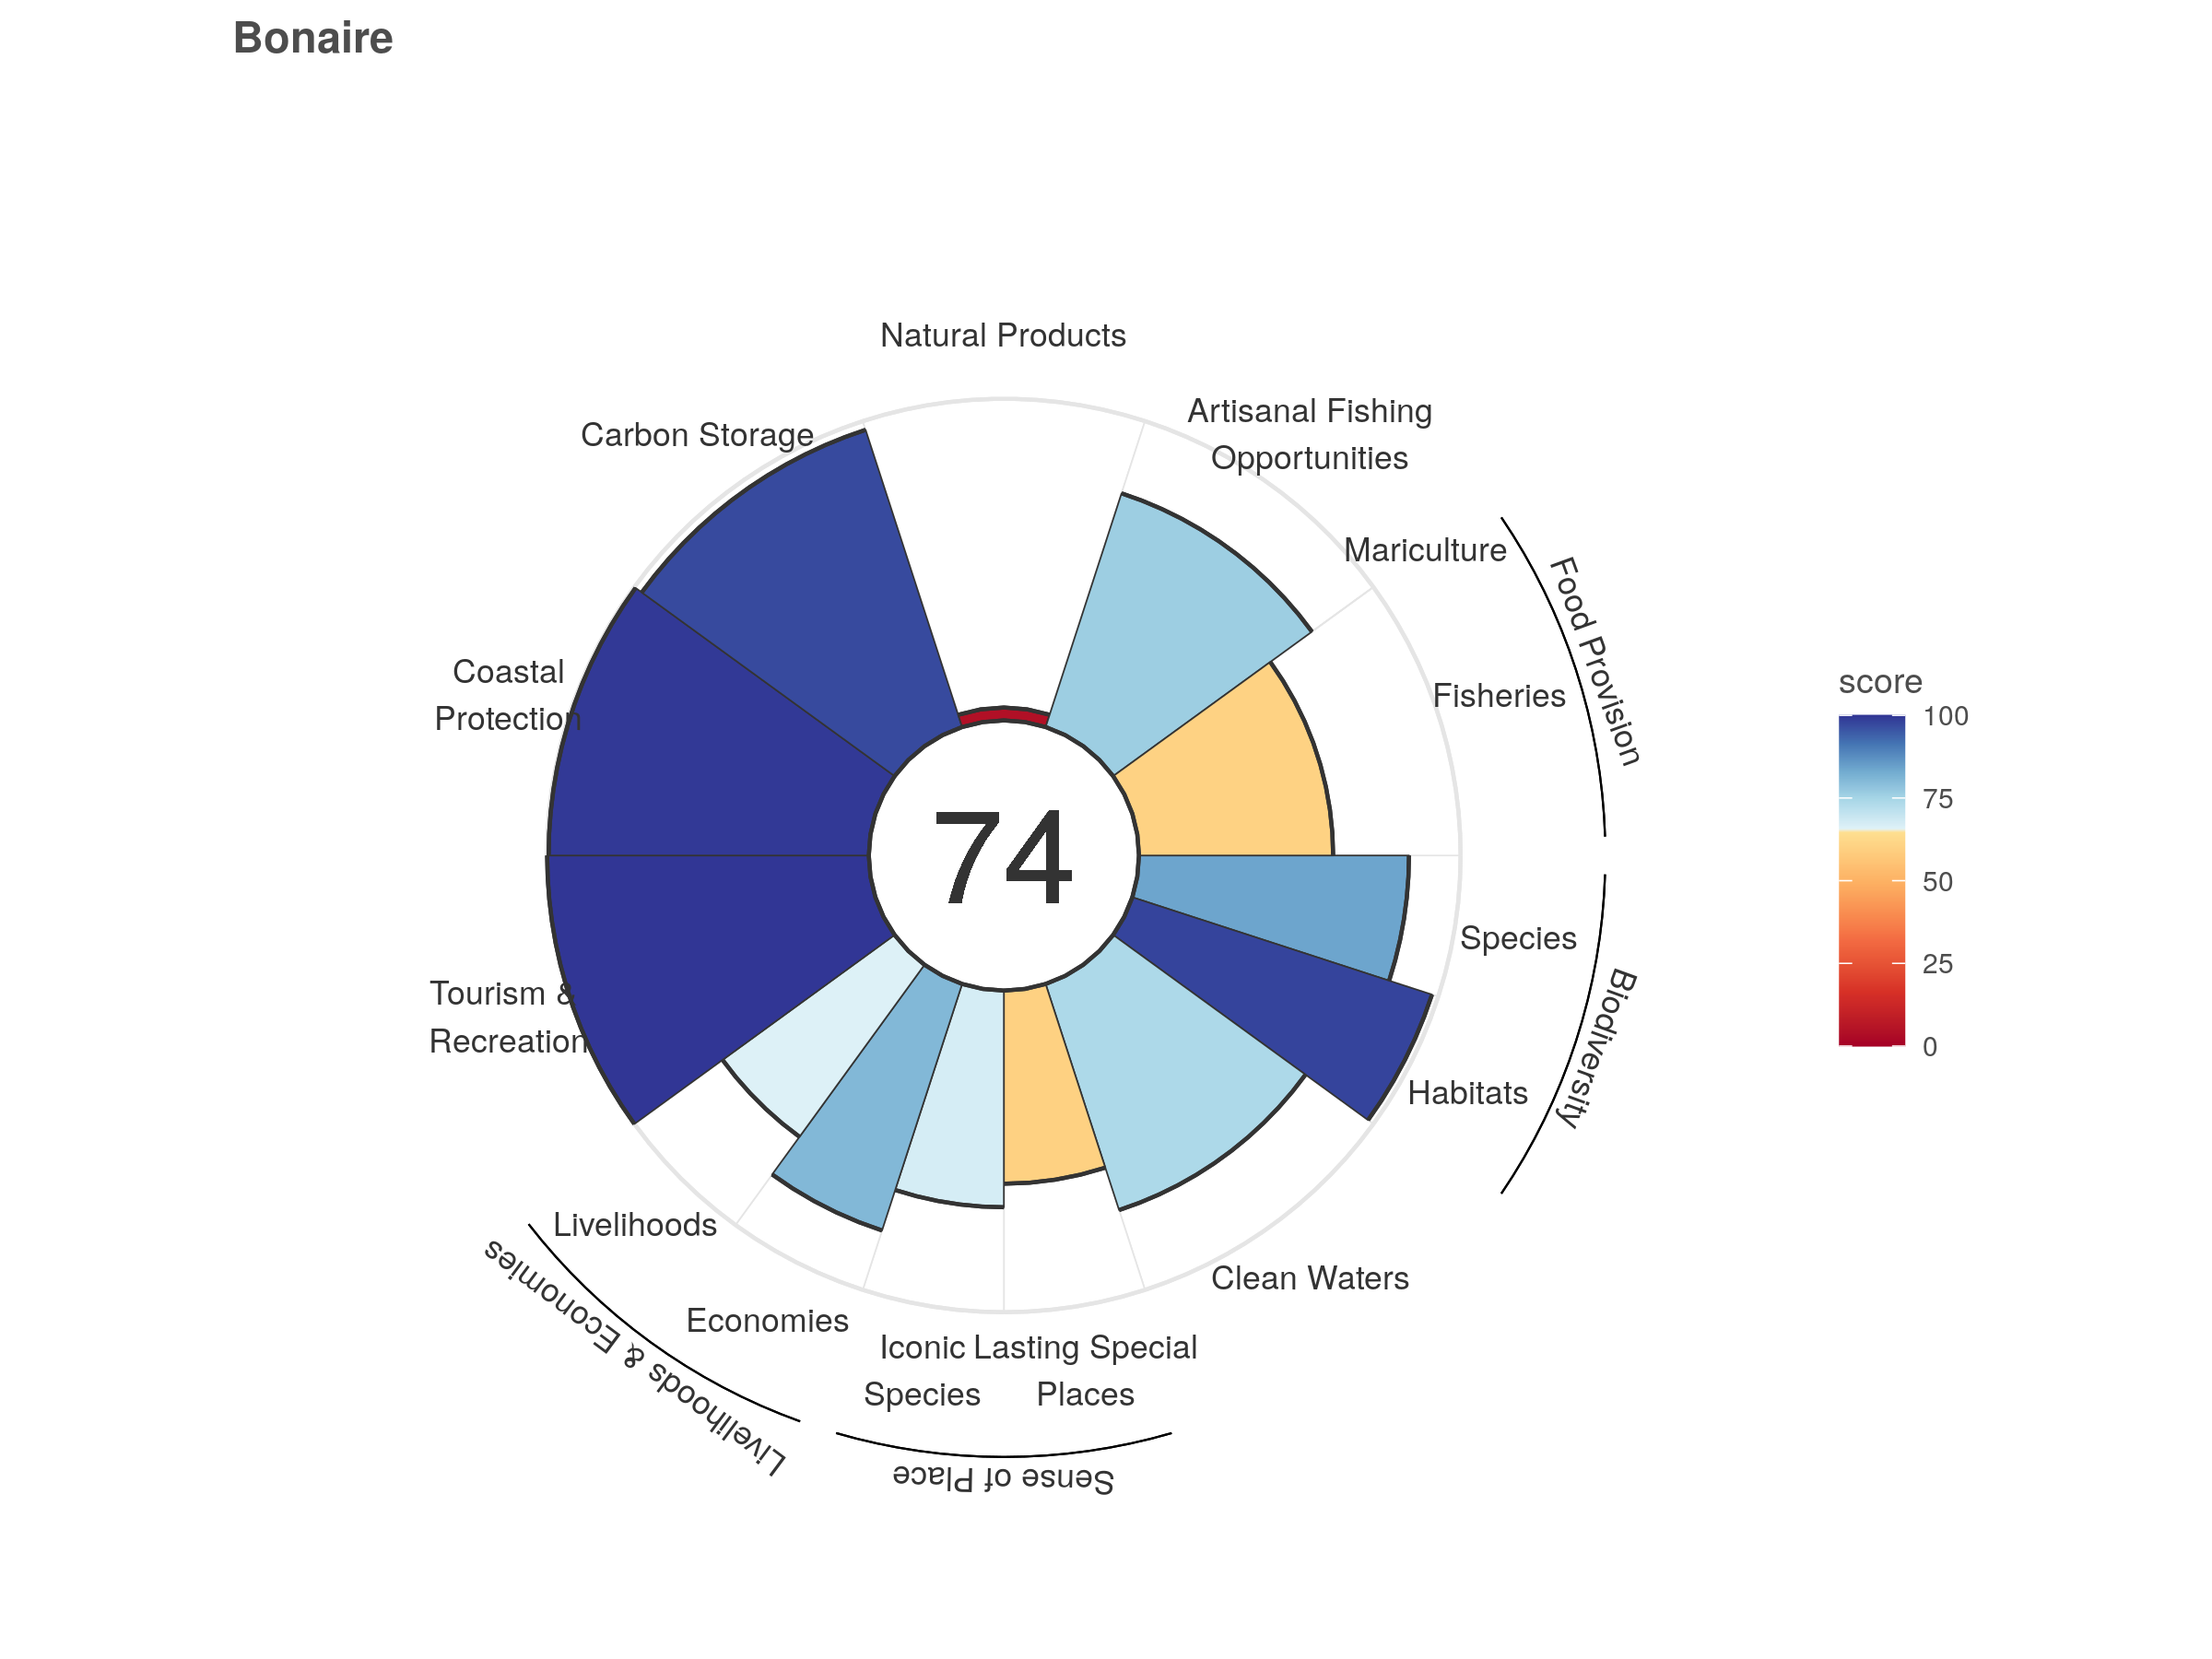 Bonaire
Natural Products
Artisanal Fishing
Opportunities
Carbon Storage
Mariculture
Food Provision
Coastal
Protection
Fisheries
score
100
75
50
25
0
74
Species
Biodiversity
Tourism &
Recreation
Habitats
Livelihoods
Clean Waters
Economies
Livelihoods & Economies
Iconic
Species
Lasting Special
Places
Sense of Place